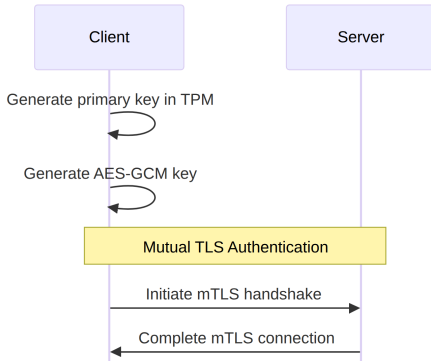 Client
Server
Generate primary key in TPM
Generate AES-GCM key
Mutual TLS Authentication
Initiate mTLS handshake
Complete mTLS connection